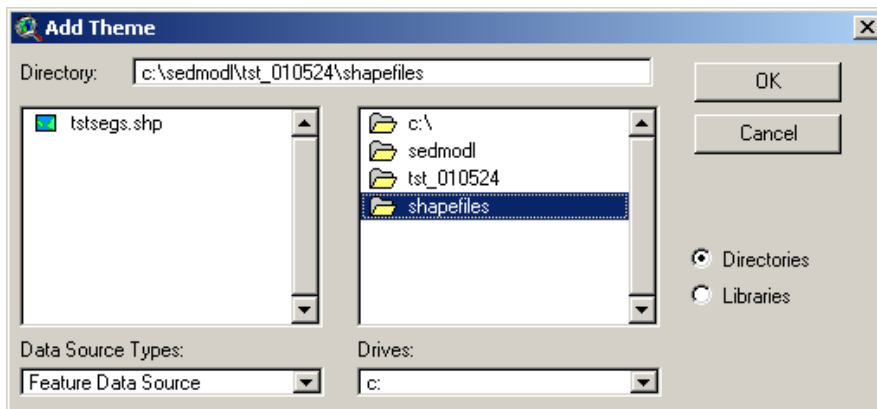 Add Theme
Directory: c:\sedmodl\tst_010524\shapefiles
OK
Cancel
tstsegs.shp
c:\
sedmodl
tst_010524
shapefiles
Directories
Libraries
Data Source Types:
Feature Data Source
Drives:
c: